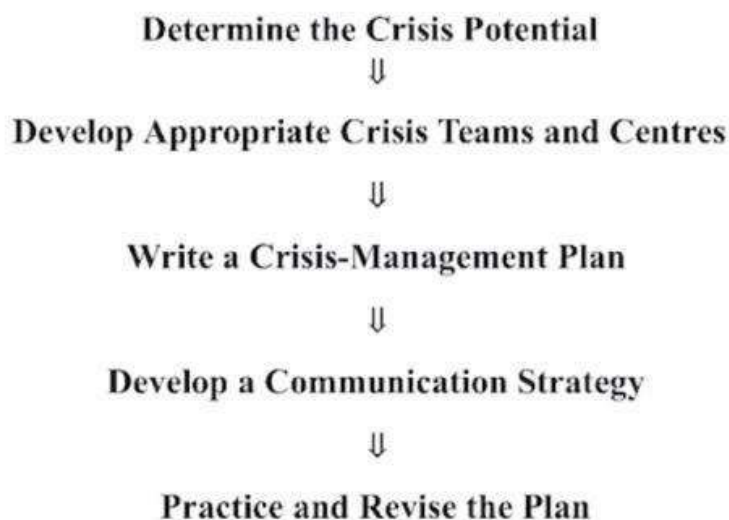 Determine the Crisis Potential
⇓
Develop Appropriate Crisis Teams and Centres
⇓
Write a Crisis-Management Plan
⇓
Develop a Communication Strategy
⇓
Practice and Revise the Plan